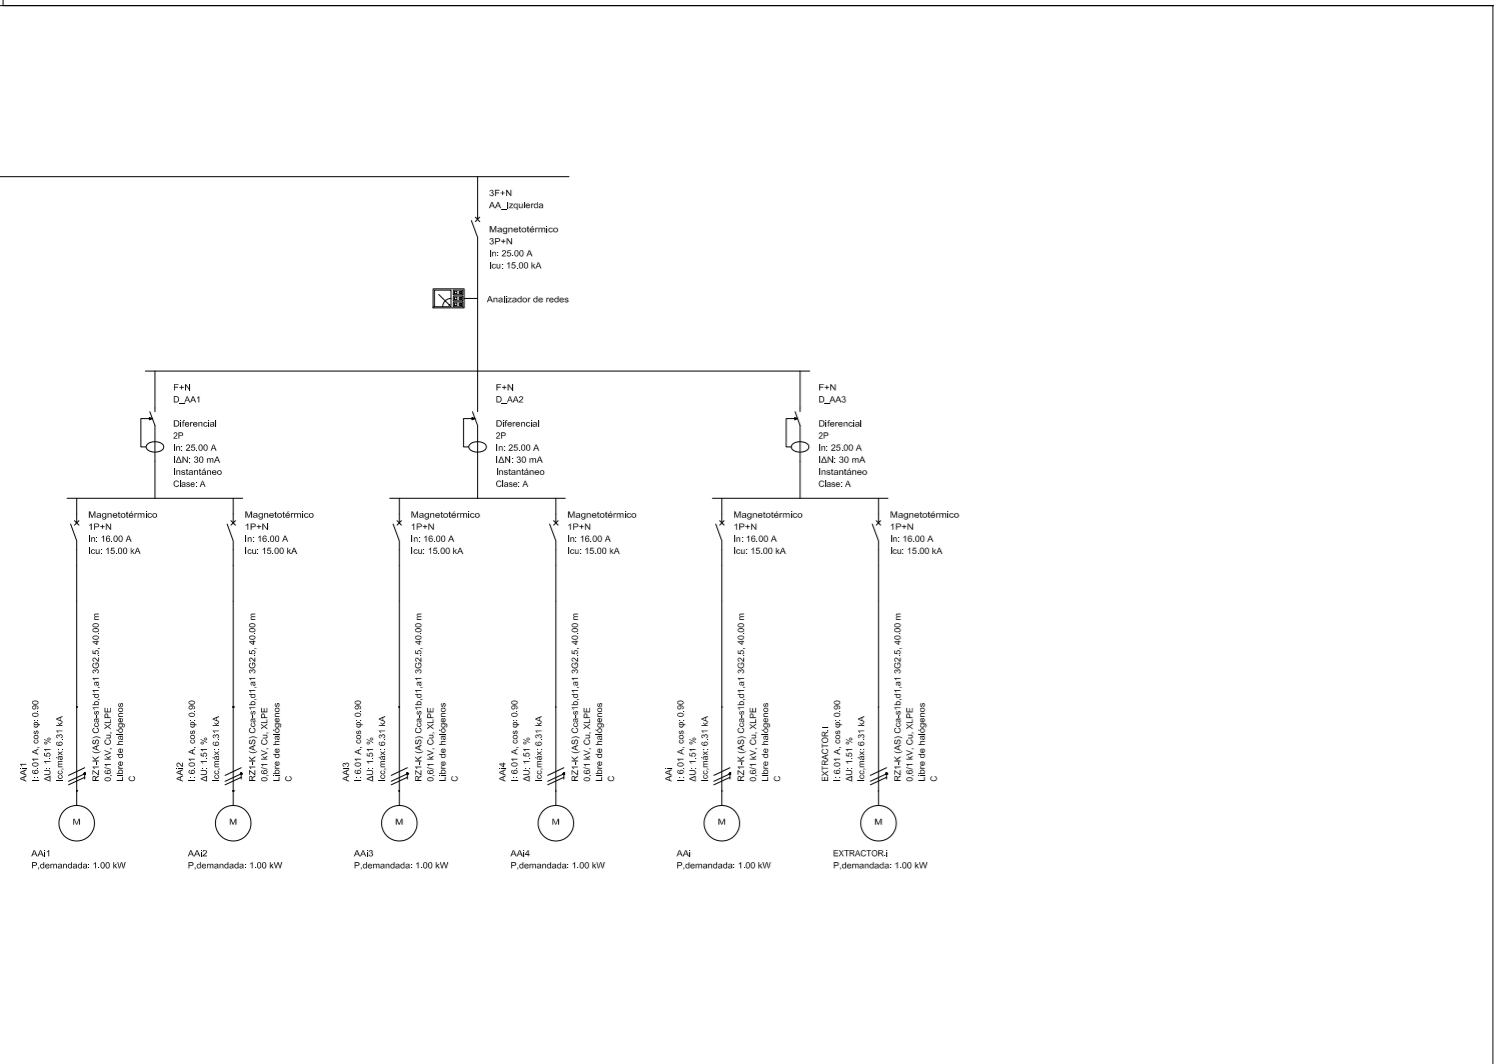 3F+N
AA_Izquierda
Magnetotérmico
3P+N
In: 25.00 A
Icu: 15.00 kA
Analizador de redes
F+N
D_AA1
Diferencial
2P
In: 25.00 A
IΔN: 30 mA
Instantáneo
Clase: A
F+N
D_AA2
Diferencial
2P
In: 25.00 A
IΔN: 30 mA
Instantáneo
Clase: A
F+N
D_AA3
Diferencial
2P
In: 25.00 A
IΔN: 30 mA
Instantáneo
Clase: A
Magnetotérmico
1P+N
In: 16.00 A
Icu: 15.00 kA
Magnetotérmico
1P+N
In: 16.00 A
Icu: 15.00 kA
Magnetotérmico
1P+N
In: 16.00 A
Icu: 15.00 kA
Magnetotérmico
1P+N
In: 16.00 A
Icu: 15.00 kA
Magnetotérmico
1P+N
In: 16.00 A
Icu: 15.00 kA
Magnetotérmico
1P+N
In: 16.00 A
Icu: 15.00 kA
AAi1
I: 6.01 A, cos φ: 0.90
ΔU: 1.51 %
Icc,máx: 6.31 kA
RZ1-K (AS) Cca-s1b,d1,a1 3G2.5, 40.00 m
0,6/1 kV, Cu, XLPE
Libre de halógenos
C
AAi2
I: 6.01 A, cos φ: 0.90
ΔU: 1.51 %
Icc,máx: 6.31 kA
RZ1-K (AS) Cca-s1b,d1,a1 3G2.5, 40.00 m
0,6/1 kV, Cu, XLPE
Libre de halógenos
C
AAi3
I: 6.01 A, cos φ: 0.90
ΔU: 1.51 %
Icc,máx: 6.31 kA
RZ1-K (AS) Cca-s1b,d1,a1 3G2.5, 40.00 m
0,6/1 kV, Cu, XLPE
Libre de halógenos
C
AAi4
I: 6.01 A, cos φ: 0.90
ΔU: 1.51 %
Icc,máx: 6.31 kA
RZ1-K (AS) Cca-s1b,d1,a1 3G2.5, 40.00 m
0,6/1 kV, Cu, XLPE
Libre de halógenos
C
AAi
I: 6.01 A, cos φ: 0.90
ΔU: 1.51 %
Icc,máx: 6.31 kA
RZ1-K (AS) Cca-s1b,d1,a1 3G2.5, 40.00 m
0,6/1 kV, Cu, XLPE
Libre de halógenos
C
EXTRACTOR.i
I: 6.01 A, cos φ: 0.90
ΔU: 1.51 %
Icc,máx: 6.31 kA
RZ1-K (AS) Cca-s1b,d1,a1 3G2.5, 40.00 m
0,6/1 kV, Cu, XLPE
Libre de halógenos
C
M
M
M
M
M
M
AAi1
P,demandada: 1.00 kW
AAi2
P,demandada: 1.00 kW
AAi3
P,demandada: 1.00 kW
AAi4
P,demandada: 1.00 kW
AAi
P,demandada: 1.00 kW
EXTRACTOR.i
P,demandada: 1.00 kW